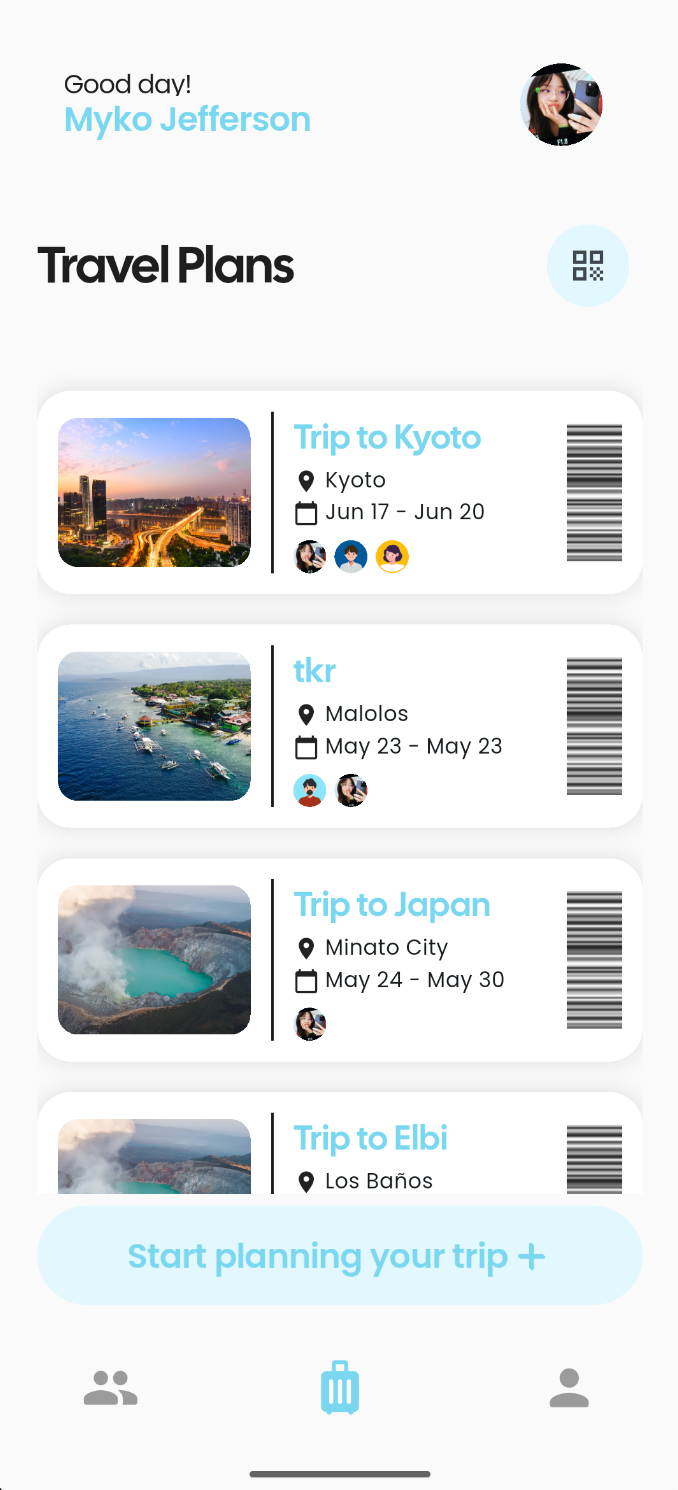 Good day!
Myko Jefferson
Travel Plans
Trip to Kyoto
Kyoto
Jun 17 - Jun 20
tkr
Malolos
May 23 - May 23
Trip to Japan
Minato City
May 24 - May 30
Trip to Elbi
Los Baños
Start planning your trip +